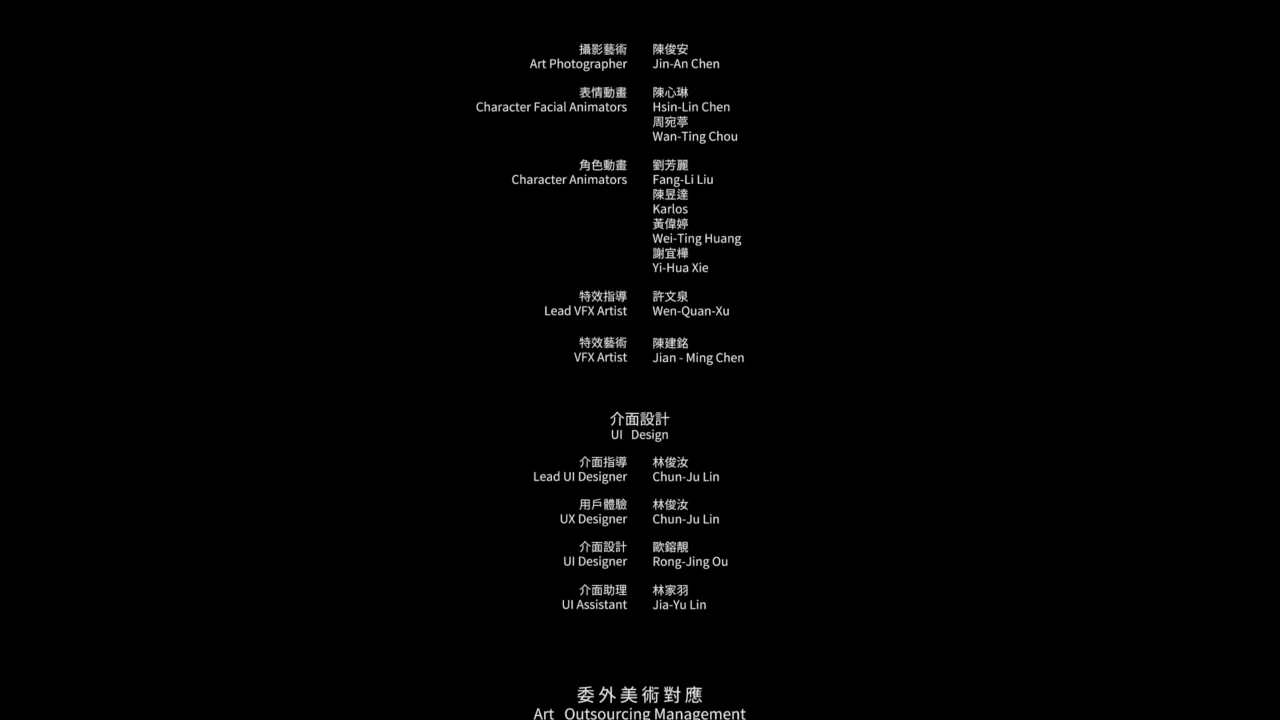 攝影藝術 陳俊安
Art Photographer Jin-An Chen
表情動畫 陳心琳
Character Facial Animators Hsin-Lin Chen
周宛葶
Wan-Ting Chou
角色動畫 劉芳麗
Character Animators Fang-Li Liu
陳昱達
Karlos
黃偉婷
Wei-Ting Huang
謝宜樺
Yi-Hua Xie
特效指導 許文泉
Lead VFX Artist Wen-Quan-Xu
特效藝術 陳建銘
VFX Artist Jian - Ming Chen
介面設計
UI Design
介面指導 林俊汝
Lead UI Designer Chun-Ju Lin
用戶體驗 林俊汝
UX Designer Chun-Ju Lin
介面設計 歐鎔靚
UI Designer Rong-Jing Ou
介面助理 林家羽
UI Assistant Jia-Yu Lin
委外美術對應
Art Outsourcing Management